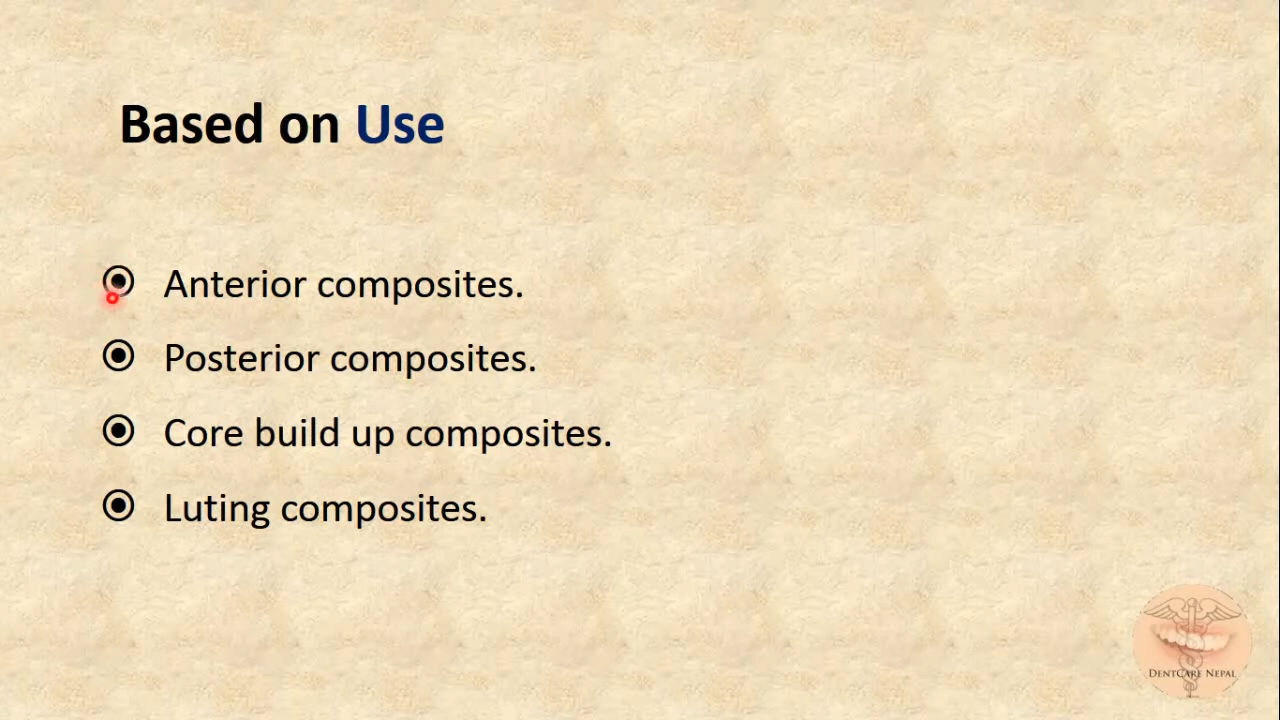 Based on Use
Anterior composites.
Posterior composites.
Core build up composites.
Luting composites.
DENTCARE NEPAL